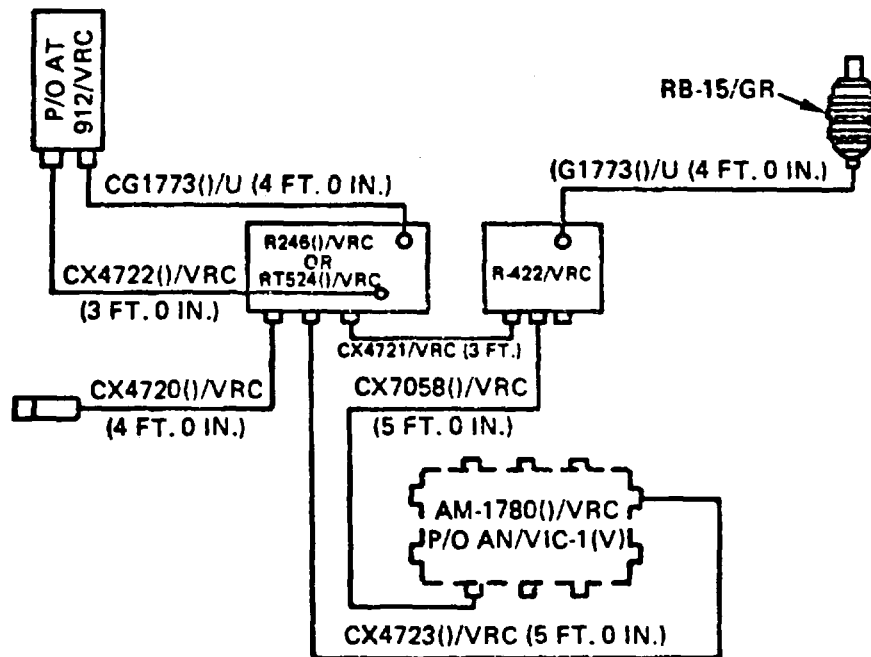 P/O AT
912/VRC
RB-15/GR
CG1773()/U (4 FT. 0 IN.)
(G1773()/U (4 FT. 0 IN.)
R246()/VRC
OR
RT524()/VRC
R-422/VRC
CX4722()/VRC
(3 FT. 0 IN.)
CX4721/VRC (3 FT.)
CX4720()/VRC
(4 FT. 0 IN.)
CX7058()/VRC
(5 FT. 0 IN.)
AM-1780()/VRC
P/O AN/VIC-1(V)
CX4723()/VRC (5 FT. 0 IN.)